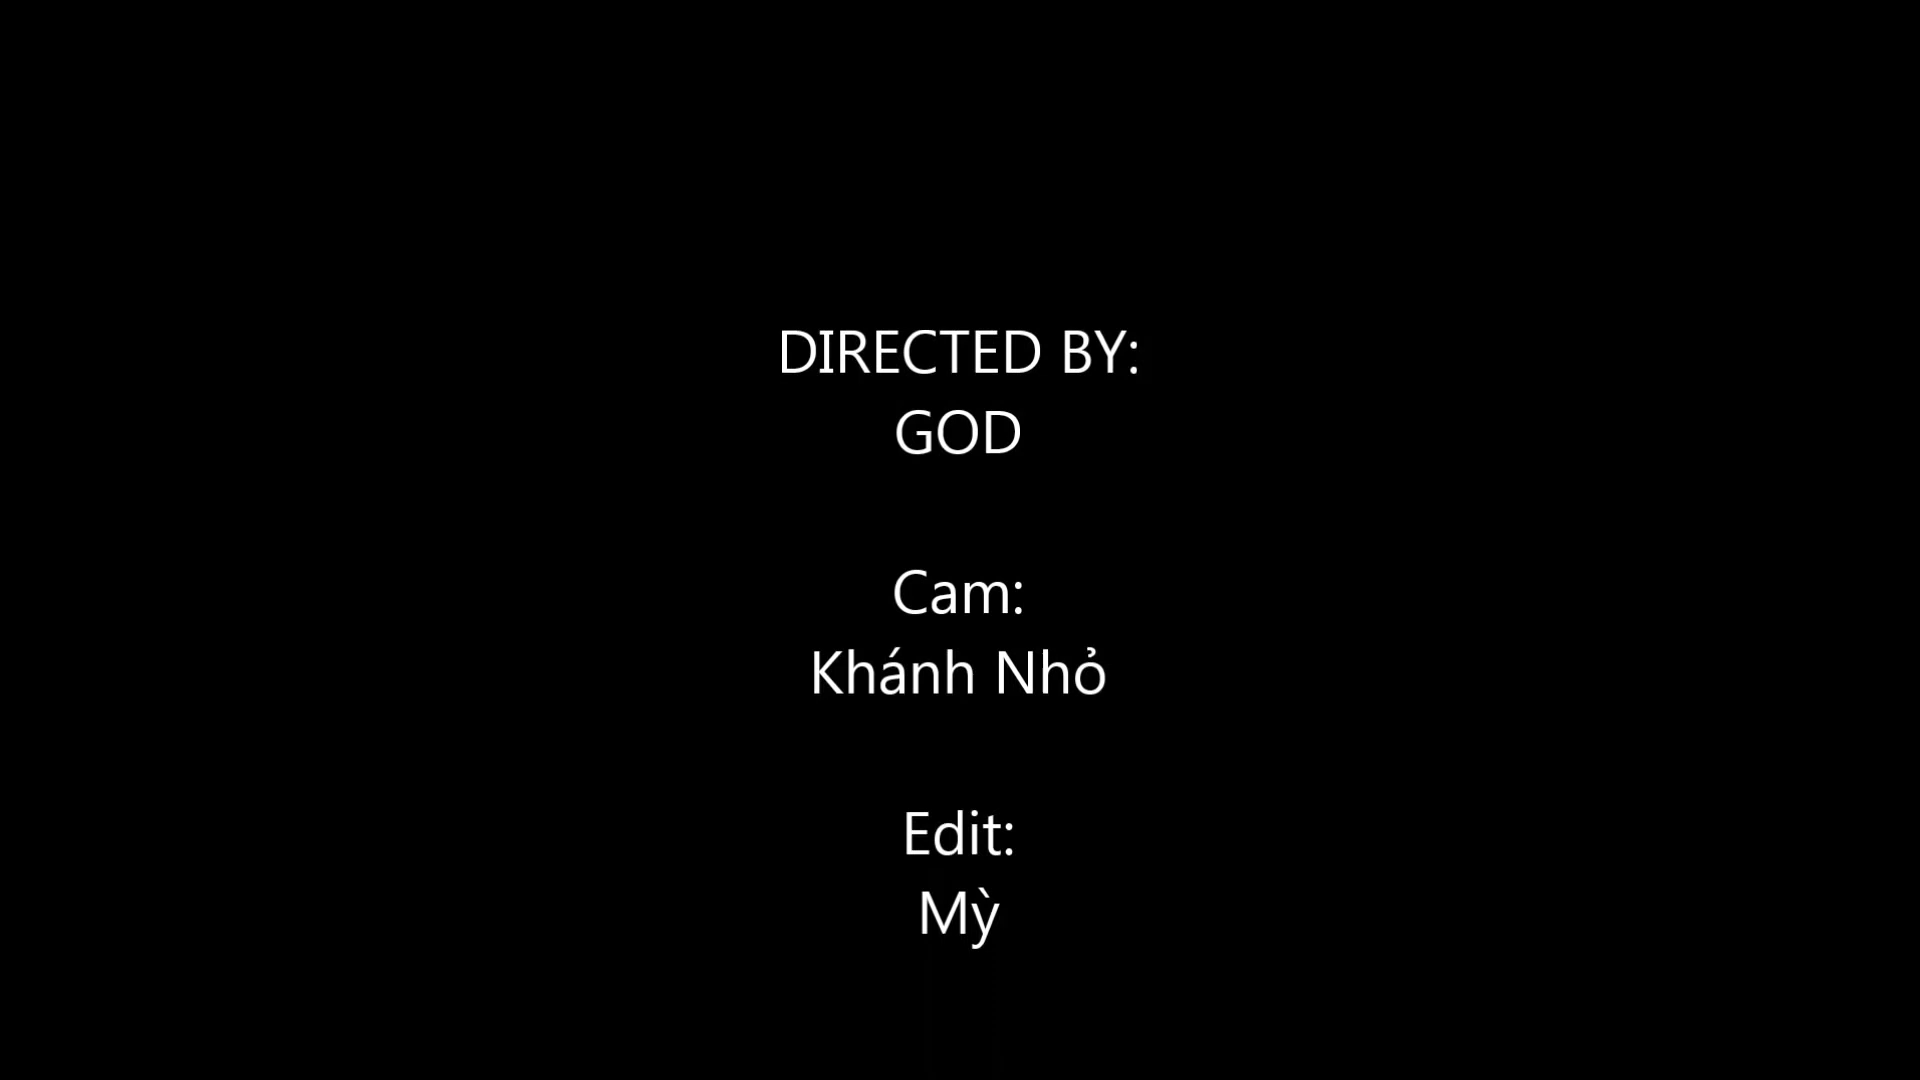 DIRECTED BY:
GOD
Cam:
Khánh Nhỏ
Edit:
Mỳ